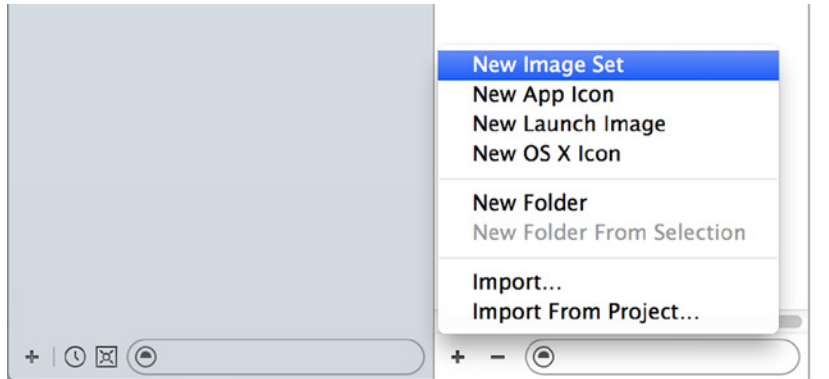 New Image Set
New App Icon
New Launch Image
New OS X Icon
New Folder
New Folder From Selection
Import...
Import From Project...